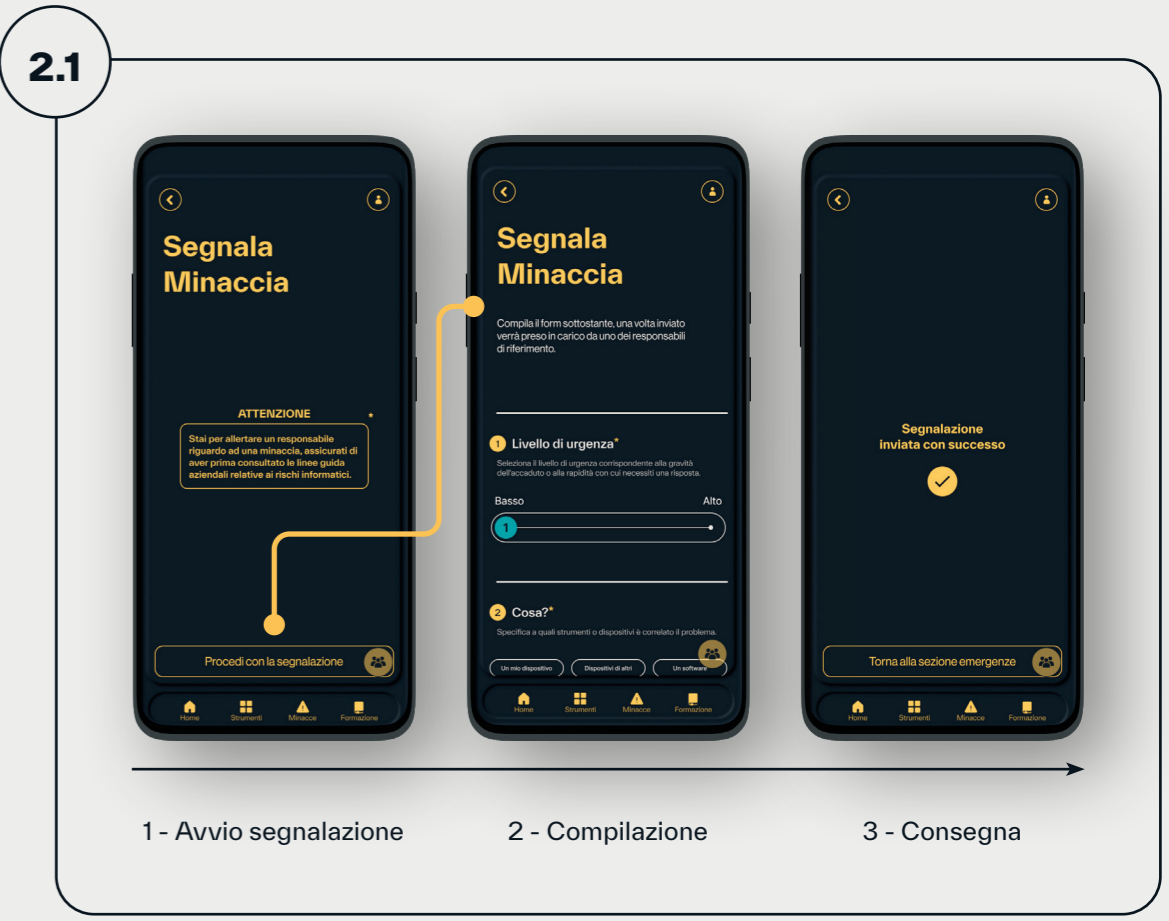 2.1
Segnala
Minaccia
ATTENZIONE *
Stai per allertare un responsabile
riguardo ad una minaccia, assicurati di
aver prima consultato le linee guida
aziendali relative ai rischi informatici.
Procedi con la segnalazione
Home Strumenti Minacce Formazione
Segnala
Minaccia
Compila il form sottostante, una volta inviato
verrà preso in carico da uno dei responsabili
di riferimento.
1 Livello di urgenza*
Seleziona il livello di urgenza corrispondente alla gravità
dell'accaduto o alla rapidità con cui necessiti una risposta.
Basso Alto
1
2 Cosa?*
Specifica a quali strumenti o dispositivi è correlato il problema.
Un mio dispositivo Dispositivi di altri Un software
Home Strumenti Minacce Formazione
Segnalazione
inviata con successo
Torna alla sezione emergenze
Home Strumenti Minacce Formazione
1 - Avvio segnalazione
2 - Compilazione
3 - Consegna